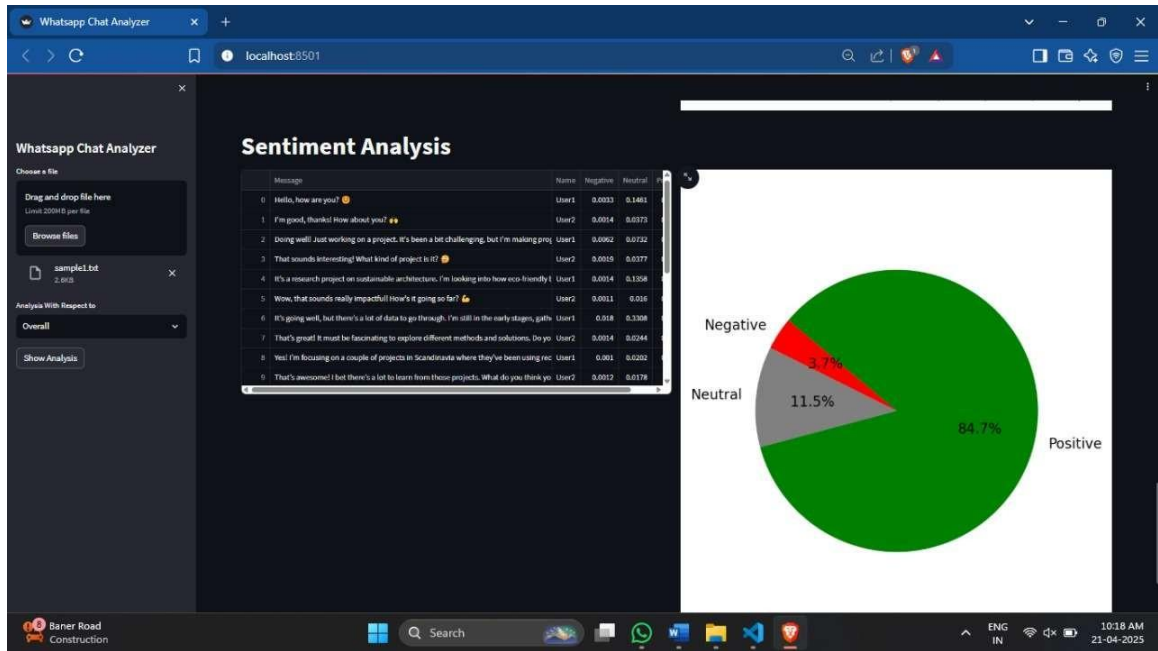 Whatsapp Chat Analyzer
localhost:8501
Whatsapp Chat Analyzer
Choose a file
Drag and drop file here
Limit 200MB per file
Browse files
sample1.txt
2.6KB
Analysis With Respect to
Overall
Show Analysis
Sentiment Analysis
Message Name Negative Neutral
0 Hello, how are you? 😊 User1 0.0033 0.1461
1 I'm good, thanks! How about you? 🙌 User2 0.0014 0.0373
2 Doing well! Just working on a project. It's been a bit challenging, but I'm making prog User1 0.0062 0.0732
3 That sounds interesting! What kind of project is it? 🤔 User2 0.0019 0.0377
4 It's a research project on sustainable architecture. I'm looking into how eco-friendly t User1 0.0014 0.1358
5 Wow, that sounds really impactful! How's it going so far? 💪 User2 0.0011 0.016
6 It's going well, but there's a lot of data to go through. I'm still in the early stages, gath User1 0.018 0.3308
7 That's great! It must be fascinating to explore different methods and solutions. Do yo User2 0.0014 0.0244
8 Yes! I'm focusing on a couple of projects in Scandinavia where they've been using rec User1 0.001 0.0202
9 That's awesome! I bet there's a lot to learn from those projects. What do you think yo User2 0.0012 0.0178
Negative
3.7%
Neutral
11.5%
84.7%
Positive
Baner Road
Construction
Search
ENG
IN
10:18 AM
21-04-2025